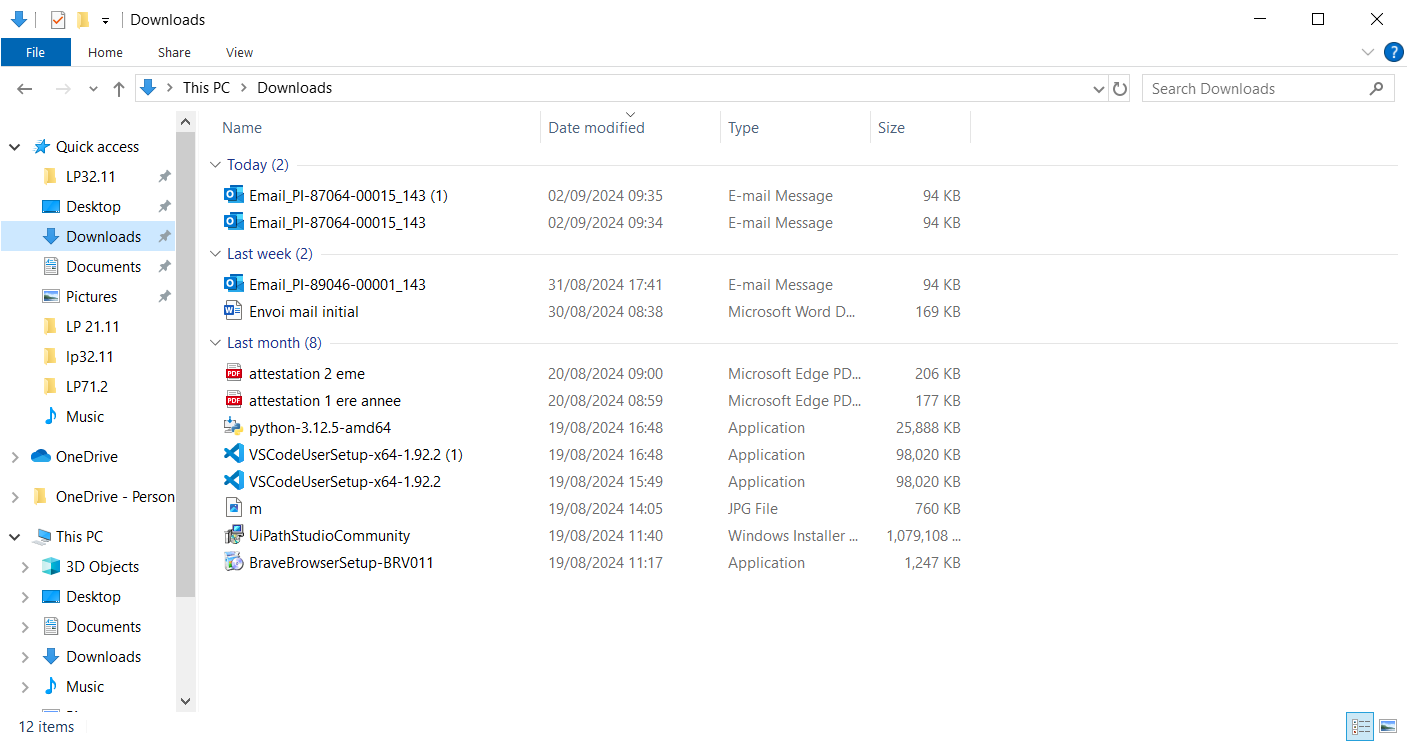 Downloads
File Home Share View
This PC > Downloads
Search Downloads
Name Date modified Type Size
Quick access
LP32.11
Desktop
Downloads
Documents
Pictures
LP 21.11
lp32.11
LP71.2
Music
OneDrive
OneDrive - Person
This PC
3D Objects
Desktop
Documents
Downloads
Music
Today (2)
Email_PI-87064-00015_143 (1) 02/09/2024 09:35 E-mail Message 94 KB
Email_PI-87064-00015_143 02/09/2024 09:34 E-mail Message 94 KB
Last week (2)
Email_PI-89046-00001_143 31/08/2024 17:41 E-mail Message 94 KB
Envoi mail initial 30/08/2024 08:38 Microsoft Word D... 169 KB
Last month (8)
attestation 2 eme 20/08/2024 09:00 Microsoft Edge PD... 206 KB
attestation 1 ere annee 20/08/2024 08:59 Microsoft Edge PD... 177 KB
python-3.12.5-amd64 19/08/2024 16:48 Application 25,888 KB
VSCodeUserSetup-x64-1.92.2 (1) 19/08/2024 16:48 Application 98,020 KB
VSCodeUserSetup-x64-1.92.2 19/08/2024 15:49 Application 98,020 KB
m 19/08/2024 14:05 JPG File 760 KB
UiPathStudioCommunity 19/08/2024 11:40 Windows Installer ... 1,079,108 ...
BraveBrowserSetup-BRV011 19/08/2024 11:17 Application 1,247 KB
12 items